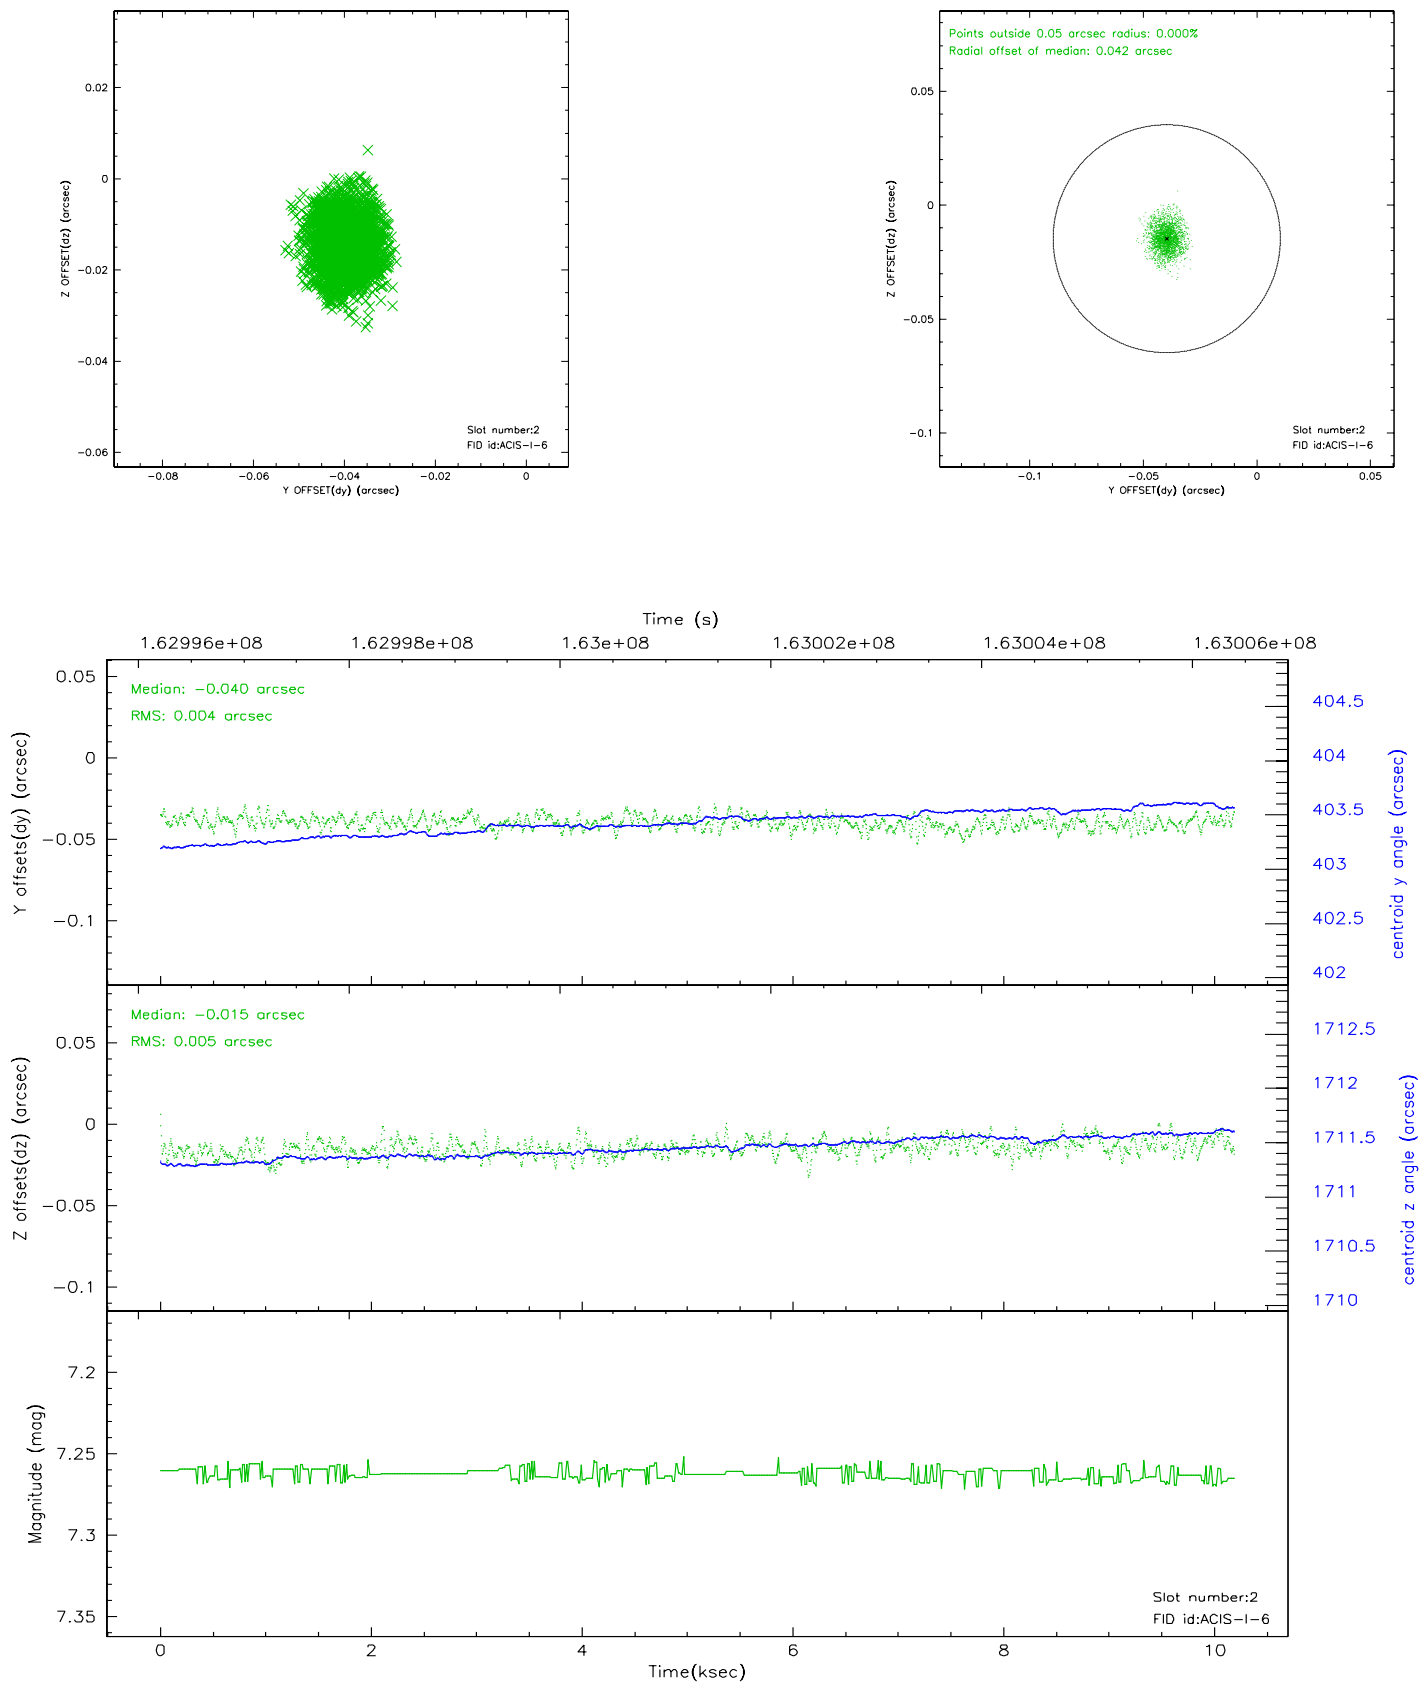 0.02
0
−0.02
−0.04
−0.06
Z OFFSET(dz) (arcsec)
−0.08
−0.06
−0.04
−0.02
0
Y OFFSET(dy) (arcsec)
Slot number:2
FID id:ACIS−I−6
Points outside 0.05 arcsec radius: 0.000%
Radial offset of median: 0.042 arcsec
0.05
0
−0.05
−0.1
Z OFFSET(dz) (arcsec)
−0.1
−0.05
0
0.05
Y OFFSET(dy) (arcsec)
Slot number:2
FID id:ACIS−I−6
Time (s)
1.62996e+08
1.62998e+08
1.63e+08
1.63002e+08
1.63004e+08
1.63006e+08
Median: −0.040 arcsec
RMS: 0.004 arcsec
0.05
0
−0.05
−0.1
Y offsets(dy) (arcsec)
404.5
404
403.5
403
402.5
402
centroid y angle (arcsec)
Median: −0.015 arcsec
RMS: 0.005 arcsec
0.05
0
−0.05
−0.1
Z offsets(dz) (arcsec)
1712.5
1712
1711.5
1711
1710.5
1710
centroid z angle (arcsec)
7.2
7.25
7.3
7.35
Magnitude (mag)
Slot number:2
FID id:ACIS−I−6
0
2
4
6
8
10
Time(ksec)